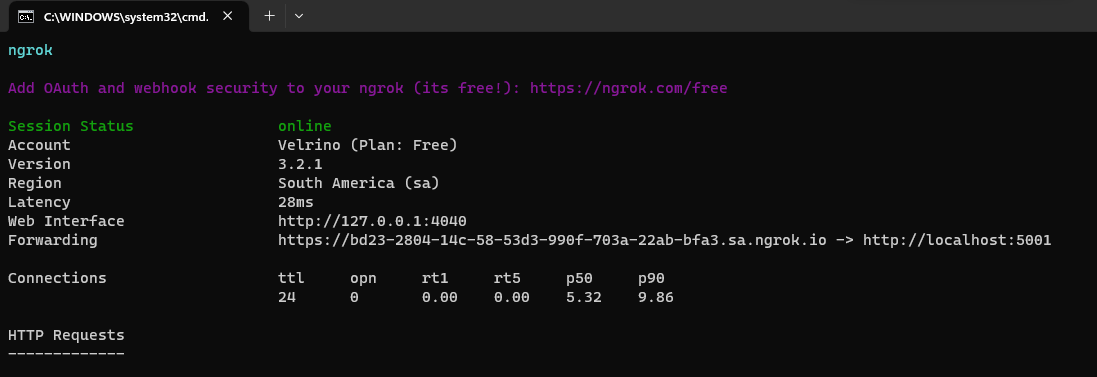 C:\WINDOWS\system32\cmd.
ngrok
Add OAuth and webhook security to your ngrok (its free!): https://ngrok.com/free
Session Status online
Account Velrino (Plan: Free)
Version 3.2.1
Region South America (sa)
Latency 28ms
Web Interface http://127.0.0.1:4040
Forwarding https://bd23-2804-14c-58-53d3-990f-703a-22ab-bfa3.sa.ngrok.io -> http://localhost:5001
Connections ttl opn rt1 rt5 p50 p90
24 0 0.00 0.00 5.32 9.86
HTTP Requests
-------------